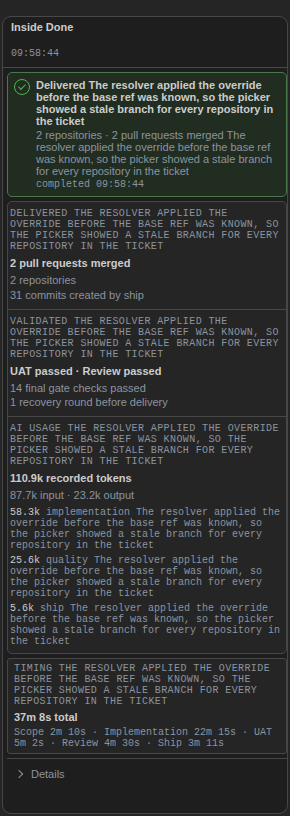 Inside Done
09:58:44
Delivered The resolver applied the override
before the base ref was known, so the picker
showed a stale branch for every repository in
the ticket
2 repositories · 2 pull requests merged The
resolver applied the override before the base ref
was known, so the picker showed a stale branch
for every repository in the ticket
completed 09:58:44
DELIVERED THE RESOLVER APPLIED THE
OVERRIDE BEFORE THE BASE REF WAS KNOWN, SO
THE PICKER SHOWED A STALE BRANCH FOR EVERY
REPOSITORY IN THE TICKET
2 pull requests merged
2 repositories
31 commits created by ship
VALIDATED THE RESOLVER APPLIED THE
OVERRIDE BEFORE THE BASE REF WAS KNOWN, SO
THE PICKER SHOWED A STALE BRANCH FOR EVERY
REPOSITORY IN THE TICKET
UAT passed · Review passed
14 final gate checks passed
1 recovery round before delivery
AI USAGE THE RESOLVER APPLIED THE OVERRIDE
BEFORE THE BASE REF WAS KNOWN, SO THE
PICKER SHOWED A STALE BRANCH FOR EVERY
REPOSITORY IN THE TICKET
110.9k recorded tokens
87.7k input · 23.2k output
58.3k implementation The resolver applied the
override before the base ref was known, so
the picker showed a stale branch for every
repository in the ticket
25.6k quality The resolver applied the
override before the base ref was known, so
the picker showed a stale branch for every
repository in the ticket
5.6k ship The resolver applied the override
before the base ref was known, so the picker
showed a stale branch for every repository in
the ticket
TIMING THE RESOLVER APPLIED THE OVERRIDE
BEFORE THE BASE REF WAS KNOWN, SO THE
PICKER SHOWED A STALE BRANCH FOR EVERY
REPOSITORY IN THE TICKET
37m 8s total
Scope 2m 10s · Implementation 22m 15s · UAT
5m 2s · Review 4m 30s · Ship 3m 11s
Details